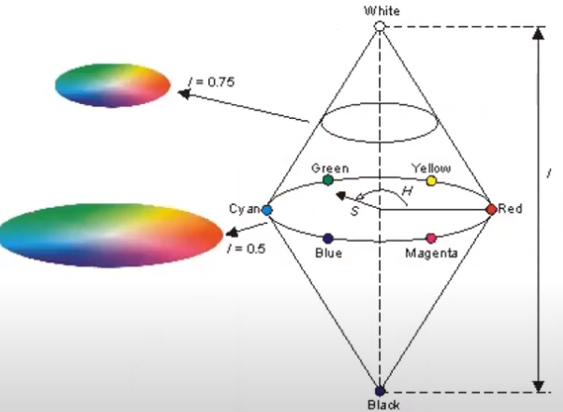 White
I = 0.75
Green
Yellow
H
Cyan
S
Red
I
I = 0.5
Blue
Magenta
Black